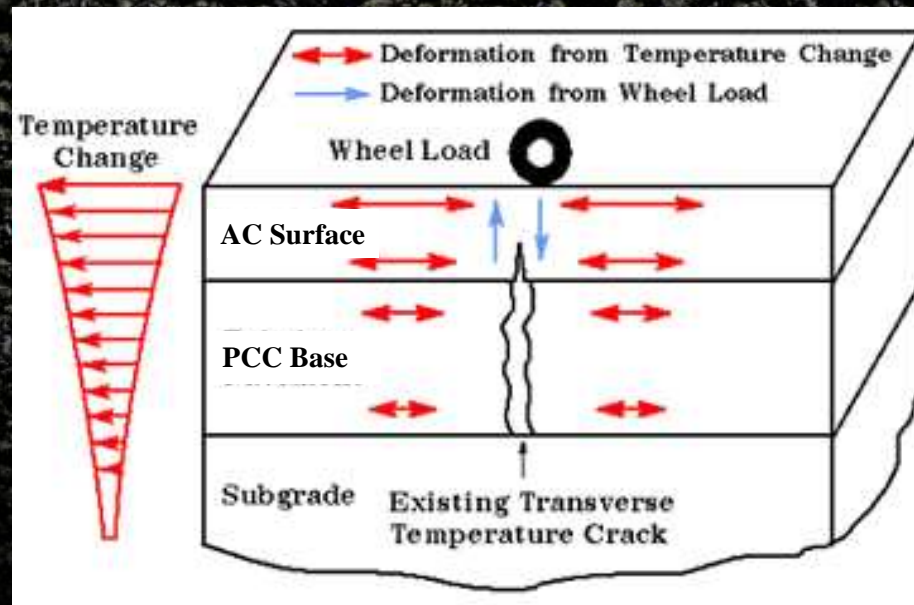 Deformation from Temperature Change
Deformation from Wheel Load
Temperature
Change
Wheel Load
AC Surface
PCC Base
Subgrade
Existing Transverse
Temperature Crack